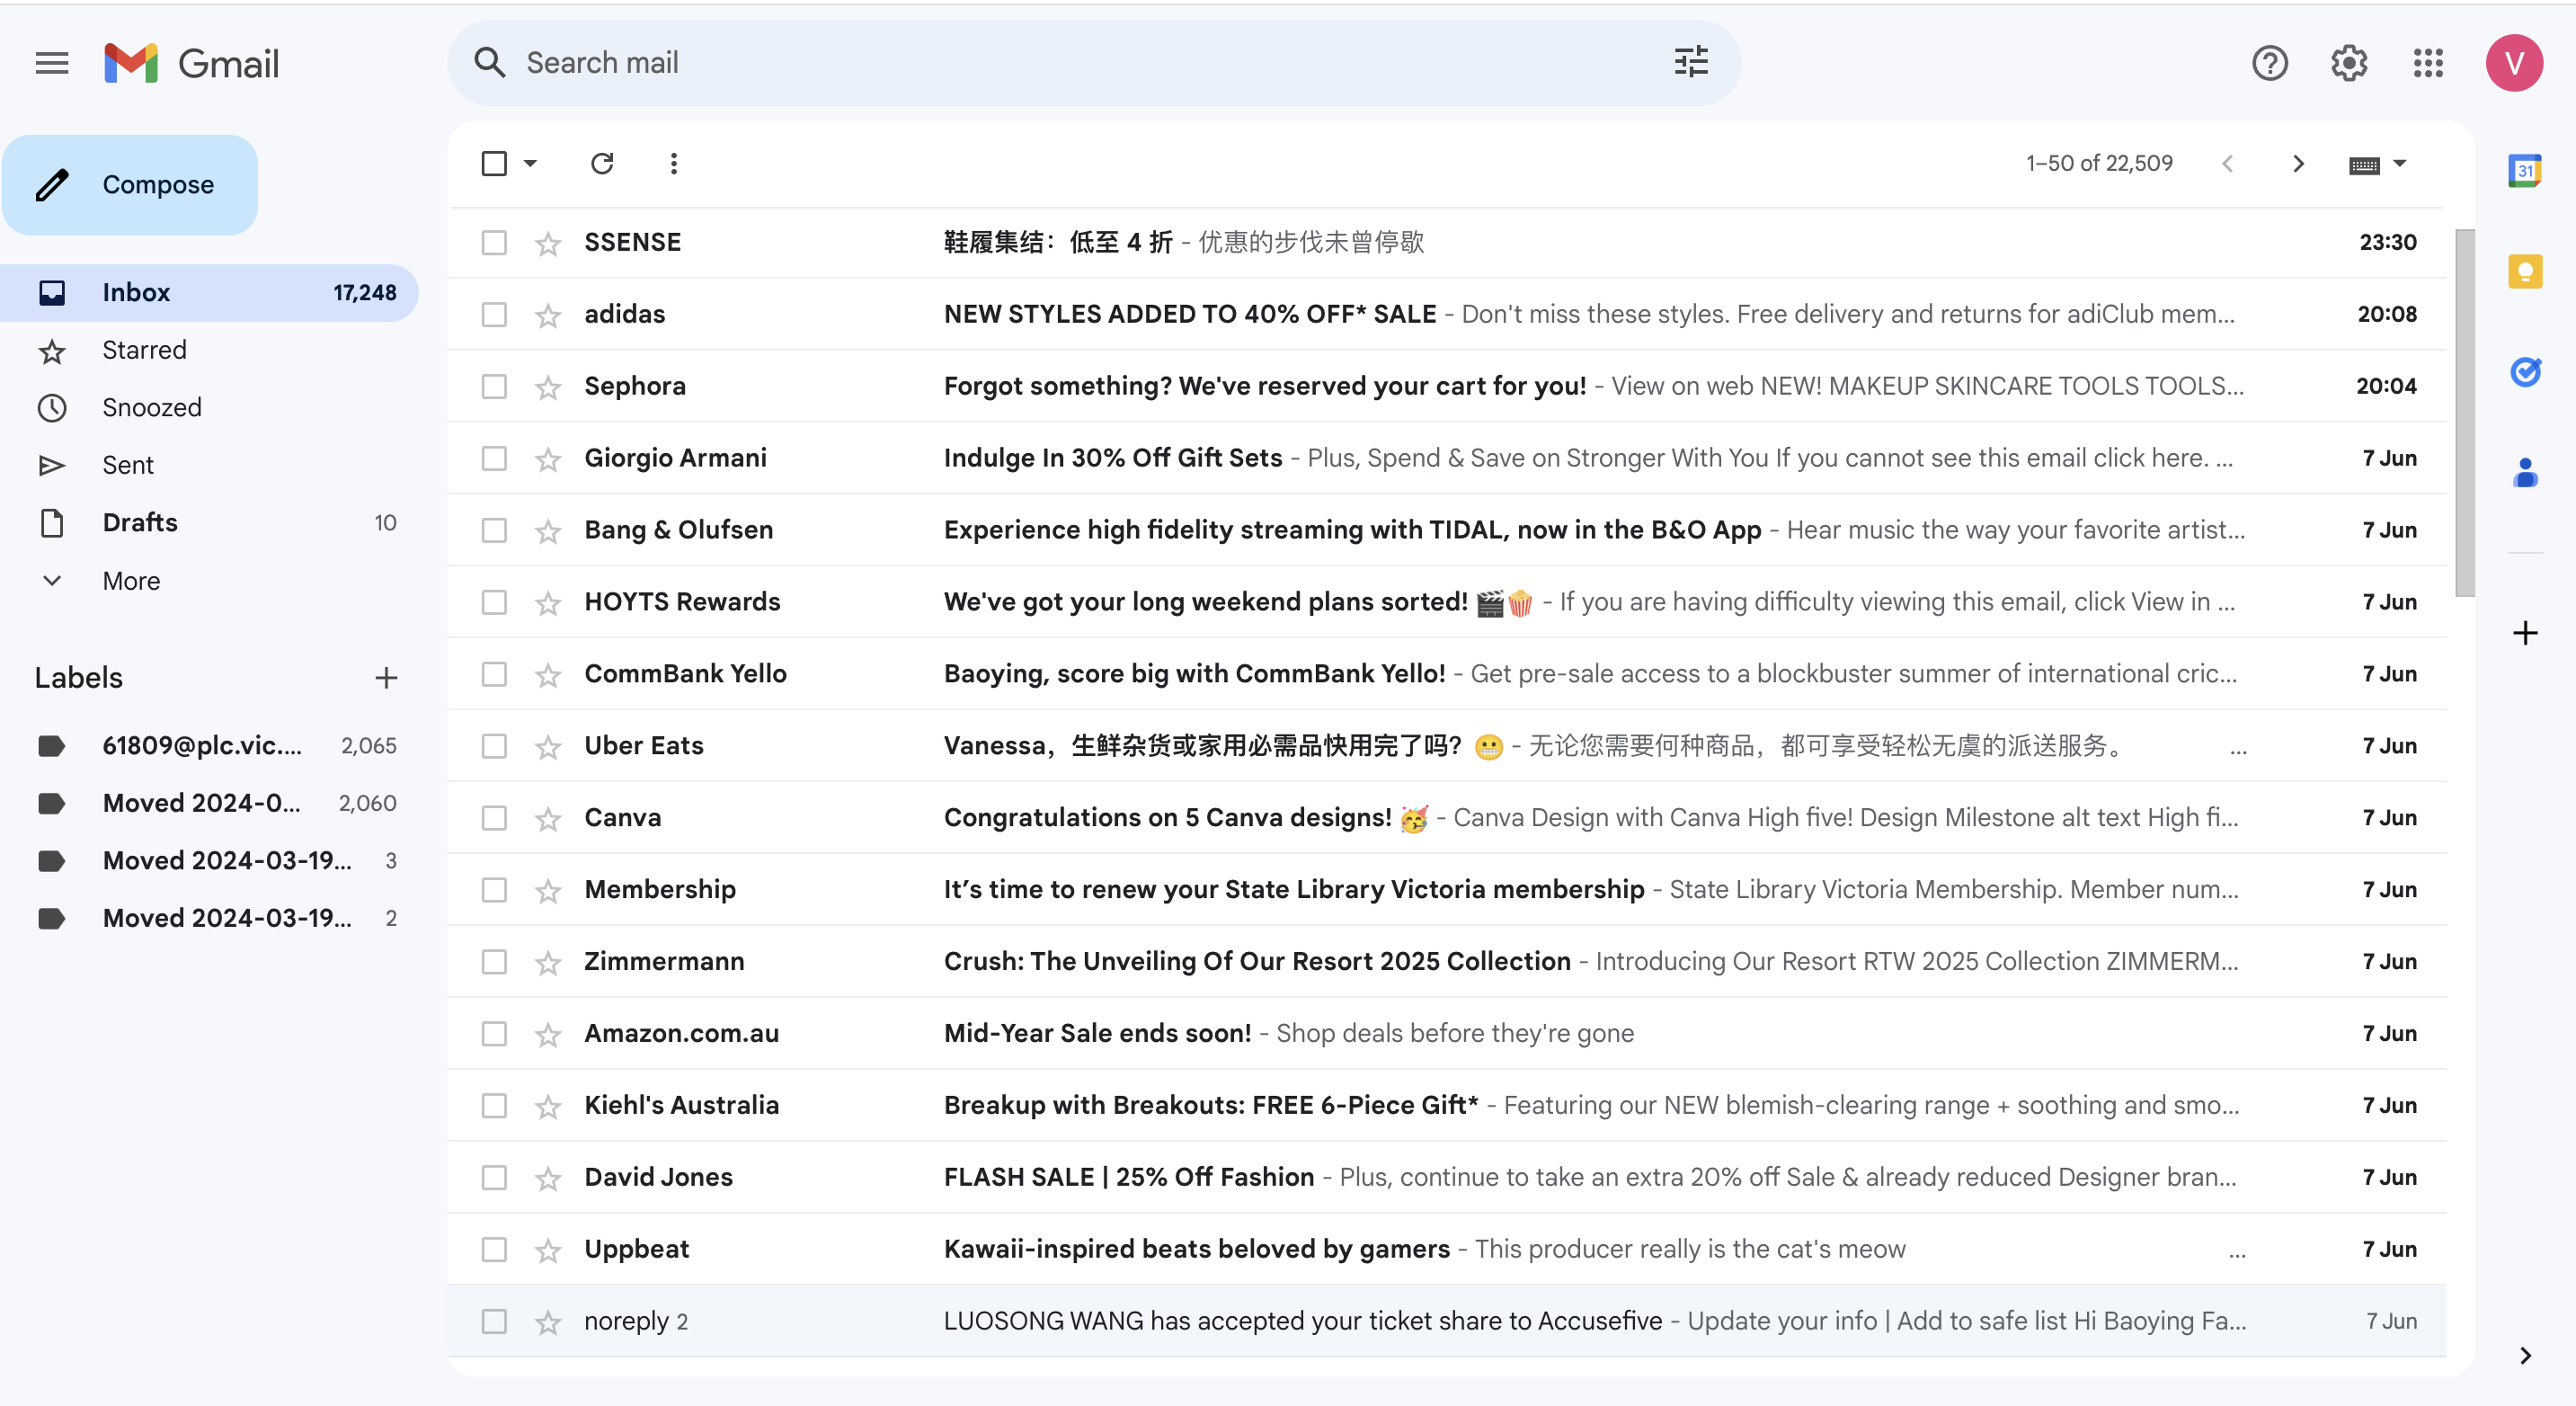 Gmail
Search mail
V
Compose
1–50 of 22,509
31
Inbox 17,248
Starred
Snoozed
Sent
Drafts 10
More
Labels
61809@plc.vic.... 2,065
Moved 2024-0... 2,060
Moved 2024-03-19... 3
Moved 2024-03-19... 2
SSENSE 鞋履集结：低至 4 折 - 优惠的步伐未曾停歇 23:30
adidas NEW STYLES ADDED TO 40% OFF* SALE - Don't miss these styles. Free delivery and returns for adiClub mem... 20:08
Sephora Forgot something? We've reserved your cart for you! - View on web NEW! MAKEUP SKINCARE TOOLS TOOLS... 20:04
Giorgio Armani Indulge In 30% Off Gift Sets - Plus, Spend & Save on Stronger With You If you cannot see this email click here. ... 7 Jun
Bang & Olufsen Experience high fidelity streaming with TIDAL, now in the B&O App - Hear music the way your favorite artist... 7 Jun
HOYTS Rewards We've got your long weekend plans sorted! 🎬🍿 - If you are having difficulty viewing this email, click View in ... 7 Jun
CommBank Yello Baoying, score big with CommBank Yello! - Get pre-sale access to a blockbuster summer of international cric... 7 Jun
Uber Eats Vanessa，生鲜杂货或家用必需品快用完了吗？😬 - 无论您需要何种商品，都可享受轻松无虞的派送服务。 ... 7 Jun
Canva Congratulations on 5 Canva designs! 🥳 - Canva Design with Canva High five! Design Milestone alt text High fi... 7 Jun
Membership It’s time to renew your State Library Victoria membership - State Library Victoria Membership. Member num... 7 Jun
Zimmermann Crush: The Unveiling Of Our Resort 2025 Collection - Introducing Our Resort RTW 2025 Collection ZIMMERM... 7 Jun
Amazon.com.au Mid-Year Sale ends soon! - Shop deals before they're gone 7 Jun
Kiehl's Australia Breakup with Breakouts: FREE 6-Piece Gift* - Featuring our NEW blemish-clearing range + soothing and smo... 7 Jun
David Jones FLASH SALE | 25% Off Fashion - Plus, continue to take an extra 20% off Sale & already reduced Designer bran... 7 Jun
Uppbeat Kawaii-inspired beats beloved by gamers - This producer really is the cat's meow ... 7 Jun
noreply 2 LUOSONG WANG has accepted your ticket share to Accusefive - Update your info | Add to safe list Hi Baoying Fa... 7 Jun